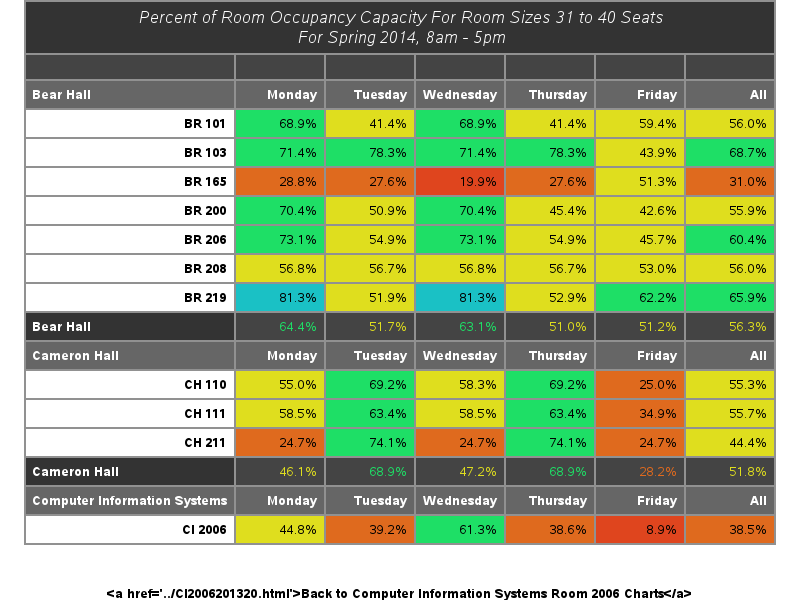 Percent of Room Occupancy Capacity For Room Sizes 31 to 40 Seats
For Spring 2014, 8am - 5pm
Bear Hall Monday Tuesday Wednesday Thursday Friday All
BR 101 68.9% 41.4% 68.9% 41.4% 59.4% 56.0%
BR 103 71.4% 78.3% 71.4% 78.3% 43.9% 68.7%
BR 165 28.8% 27.6% 19.9% 27.6% 51.3% 31.0%
BR 200 70.4% 50.9% 70.4% 45.4% 42.6% 55.9%
BR 206 73.1% 54.9% 73.1% 54.9% 45.7% 60.4%
BR 208 56.8% 56.7% 56.8% 56.7% 53.0% 56.0%
BR 219 81.3% 51.9% 81.3% 52.9% 62.2% 65.9%
Bear Hall 64.4% 51.7% 63.1% 51.0% 51.2% 56.3%
Cameron Hall Monday Tuesday Wednesday Thursday Friday All
CH 110 55.0% 69.2% 58.3% 69.2% 25.0% 55.3%
CH 111 58.5% 63.4% 58.5% 63.4% 34.9% 55.7%
CH 211 24.7% 74.1% 24.7% 74.1% 24.7% 44.4%
Cameron Hall 46.1% 68.9% 47.2% 68.9% 28.2% 51.8%
Computer Information Systems Monday Tuesday Wednesday Thursday Friday All
CI 2006 44.8% 39.2% 61.3% 38.6% 8.9% 38.5%
<a href='../CI2006201320.html'>Back to Computer Information Systems Room 2006 Charts</a>